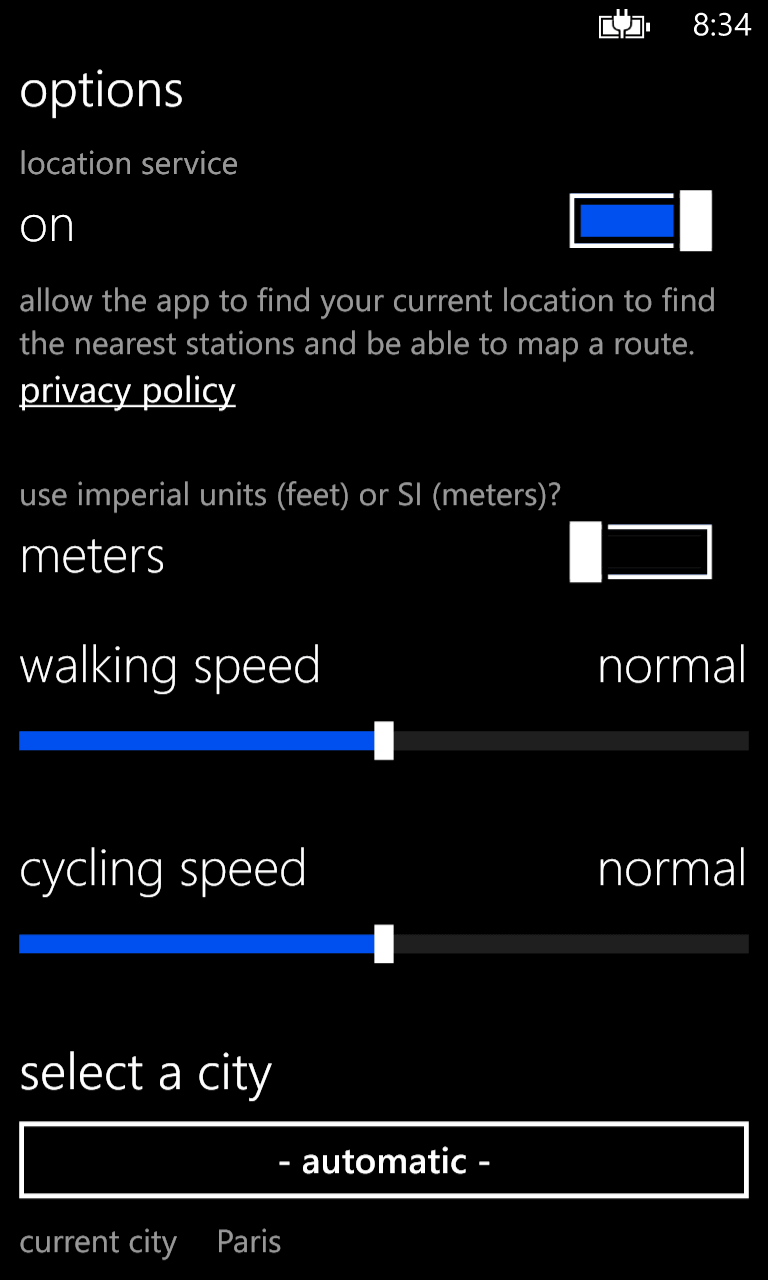 8:34
options
location service
on
allow the app to find your current location to find
the nearest stations and be able to map a route.
privacy policy
use imperial units (feet) or SI (meters)?
meters
walking speed normal
cycling speed normal
select a city
- automatic -
current city Paris